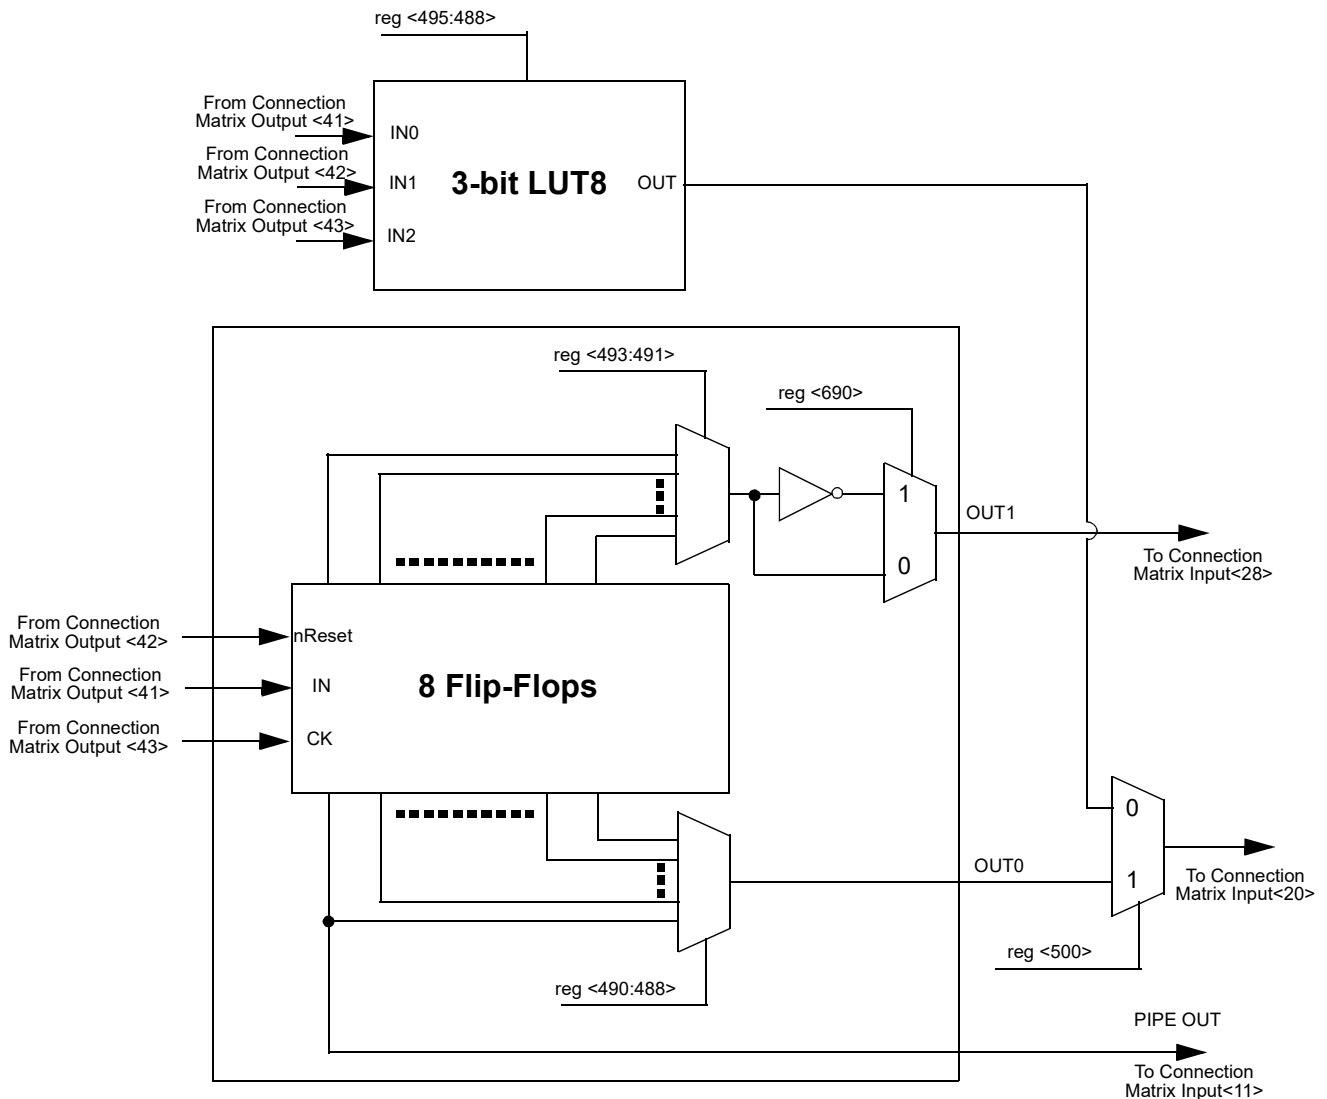 reg <495:488>
From Connection
Matrix Output <41>
IN0
From Connection
Matrix Output <42>
IN1
3-bit LUT8
OUT
From Connection
Matrix Output <43>
IN2
reg <493:491>
reg <690>
1
OUT1
0
To Connection
Matrix Input<28>
From Connection
Matrix Output <42>
nReset
From Connection
Matrix Output <41>
IN
8 Flip-Flops
From Connection
Matrix Output <43>
CK
0
OUT0
1
To Connection
Matrix Input<20>
reg <500>
reg <490:488>
PIPE OUT
To Connection
Matrix Input<11>